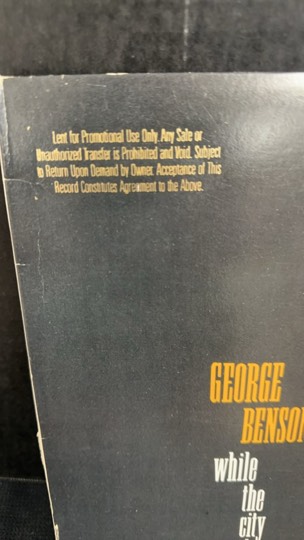 Lent for Promotional Use Only. Any Sale or
Unauthorized Transfer is Prohibited and Void. Subject
to Return Upon Demand by Owner. Acceptance of This
Record Constitutes Agreement to the Above.
GEORGE
BENSON
while
the
city